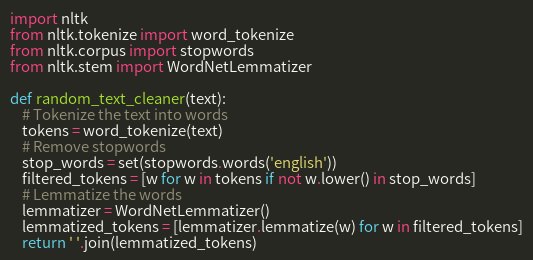 import nltk
from nltk.tokenize import word_tokenize
from nltk.corpus import stopwords
from nltk.stem import WordNetLemmatizer

def random_text_cleaner(text):
    # Tokenize the text into words
    tokens = word_tokenize(text)
    # Remove stopwords
    stop_words = set(stopwords.words('english'))
    filtered_tokens = [w for w in tokens if not w.lower() in stop_words]
    # Lemmatize the words
    lemmatizer = WordNetLemmatizer()
    lemmatized_tokens = [lemmatizer.lemmatize(w) for w in filtered_tokens]
    return ' '.join(lemmatized_tokens)